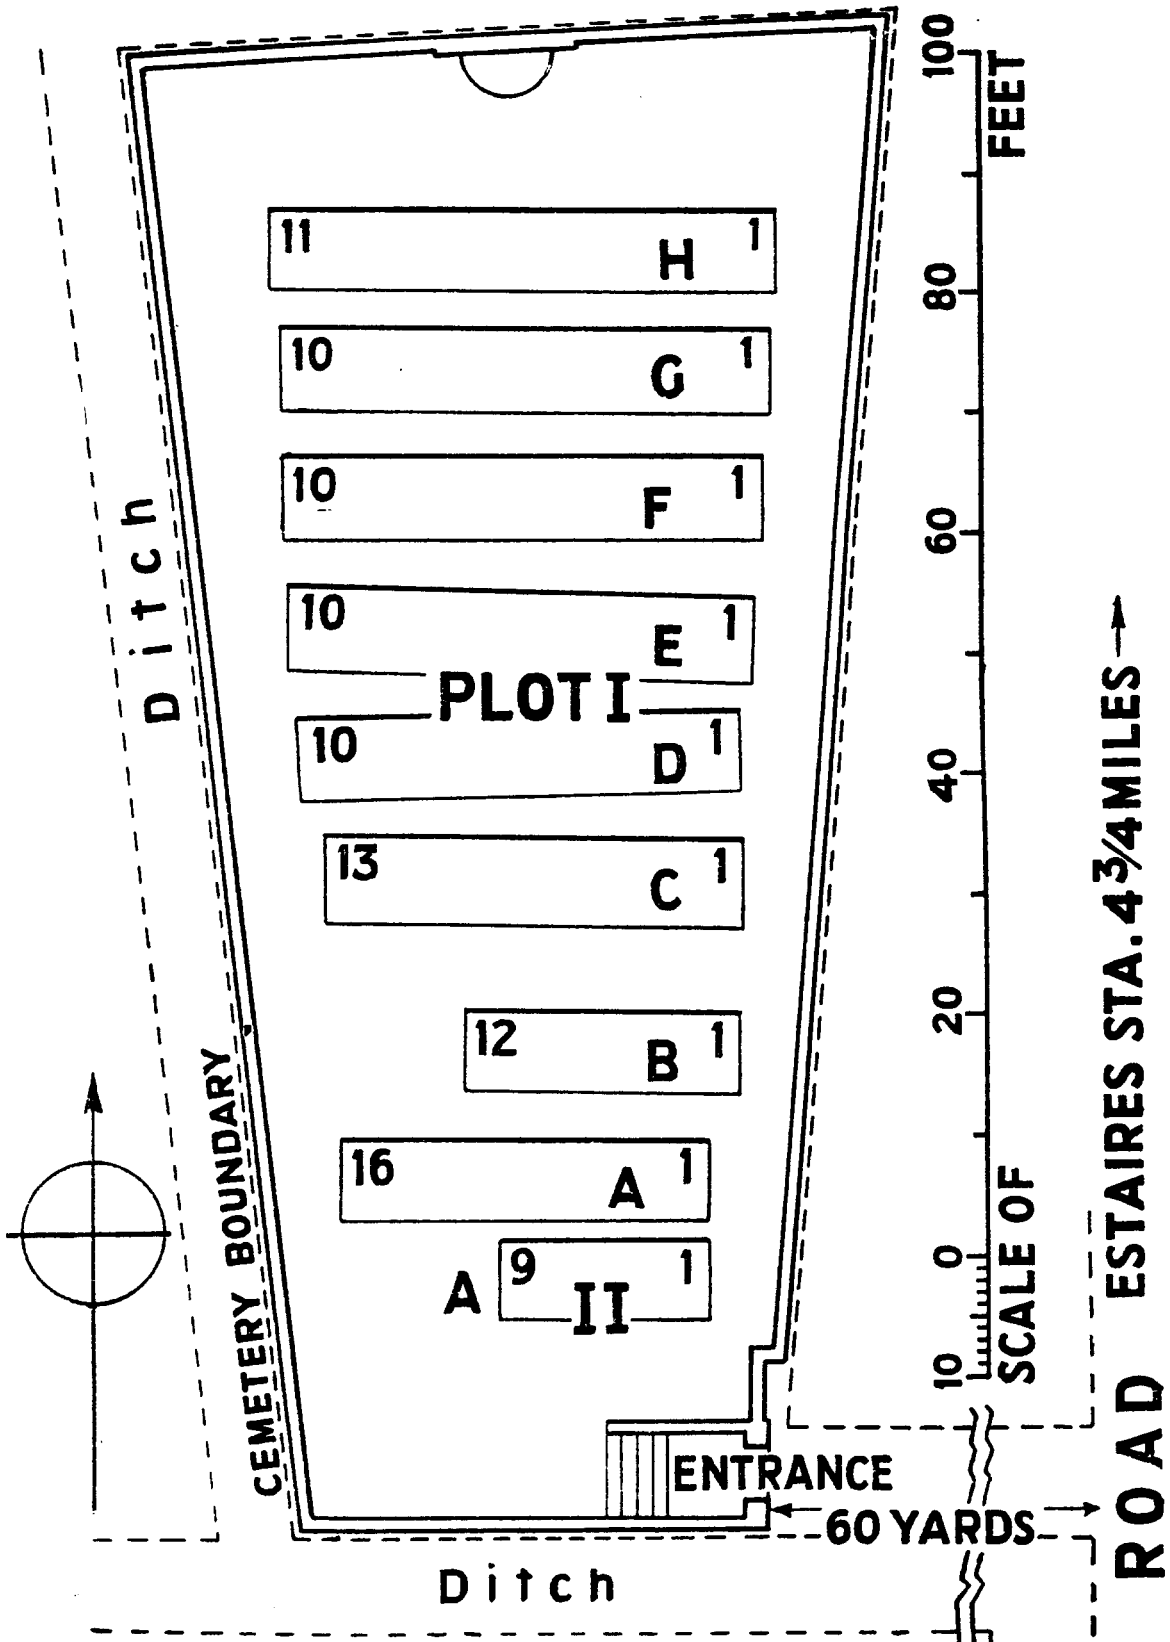 100
FEET
11 H 1
80
10 G 1
10 F 1
60
Ditch
10 E 1
PLOT I
10 D 1
40
13 C 1
ESTAIRES STA. 4 3/4 MILES
20
12 B 1
CEMETERY BOUNDARY
16 A 1
0
SCALE OF
A 9 II 1
10
ROAD
ENTRANCE
60 YARDS
Ditch